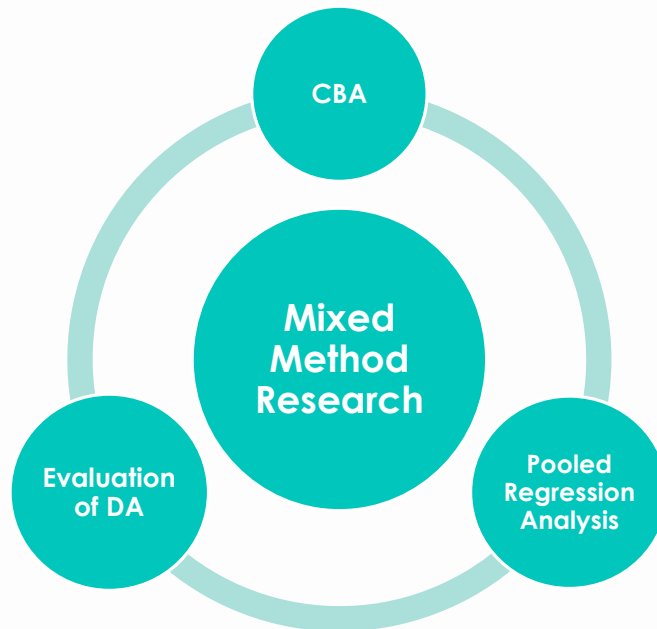 CBA
Mixed
Method
Research
Evaluation
of DA
Pooled
Regression
Analysis